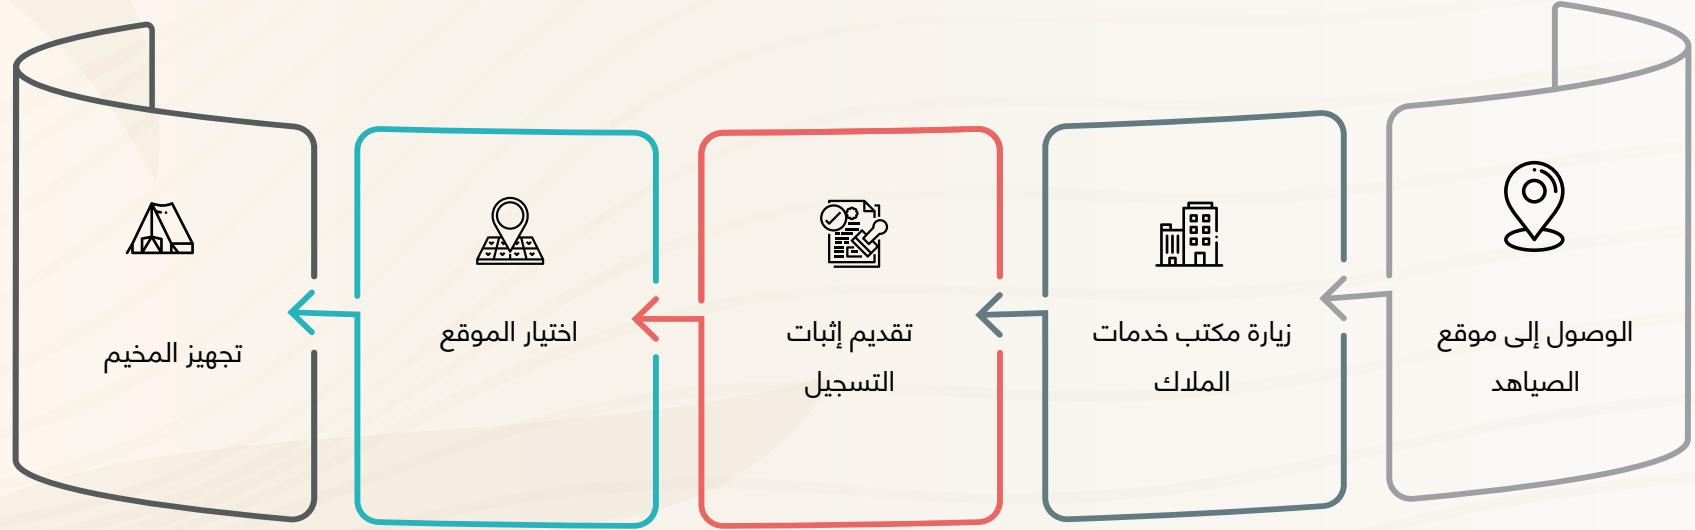 الوصول إلى موقع
الصياهد
زيارة مكتب خدمات
الملاك
تقديم إثبات
التسجيل
اختيار الموقع
تجهيز المخيم